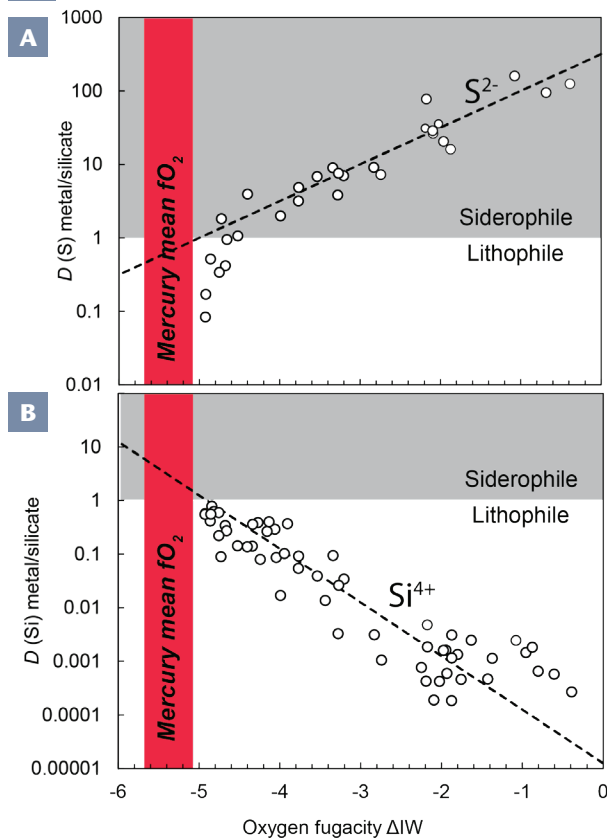 A
1000
100
10
1
0.1
0.01
D (S) metal/silicate
Mercury mean fO2
S2-
Siderophile
Lithophile
B
10
1
0.1
0.01
0.001
0.0001
0.00001
D (Si) metal/silicate
Mercury mean fO2
Siderophile
Lithophile
Si4+
-6 -5 -4 -3 -2 -1 0
Oxygen fugacity ΔIW